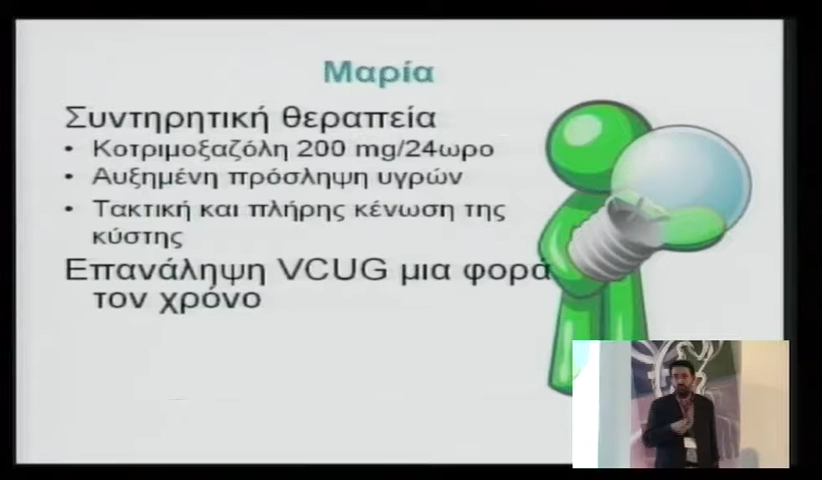 Μαρία
Συντηρητική θεραπεία
• Κοτριμοξαζόλη 200 mg/24ωρο
• Αυξημένη πρόσληψη υγρών
• Τακτική και πλήρης κένωση της
κύστης
Επανάληψη VCUG μια φορά
τον χρόνο